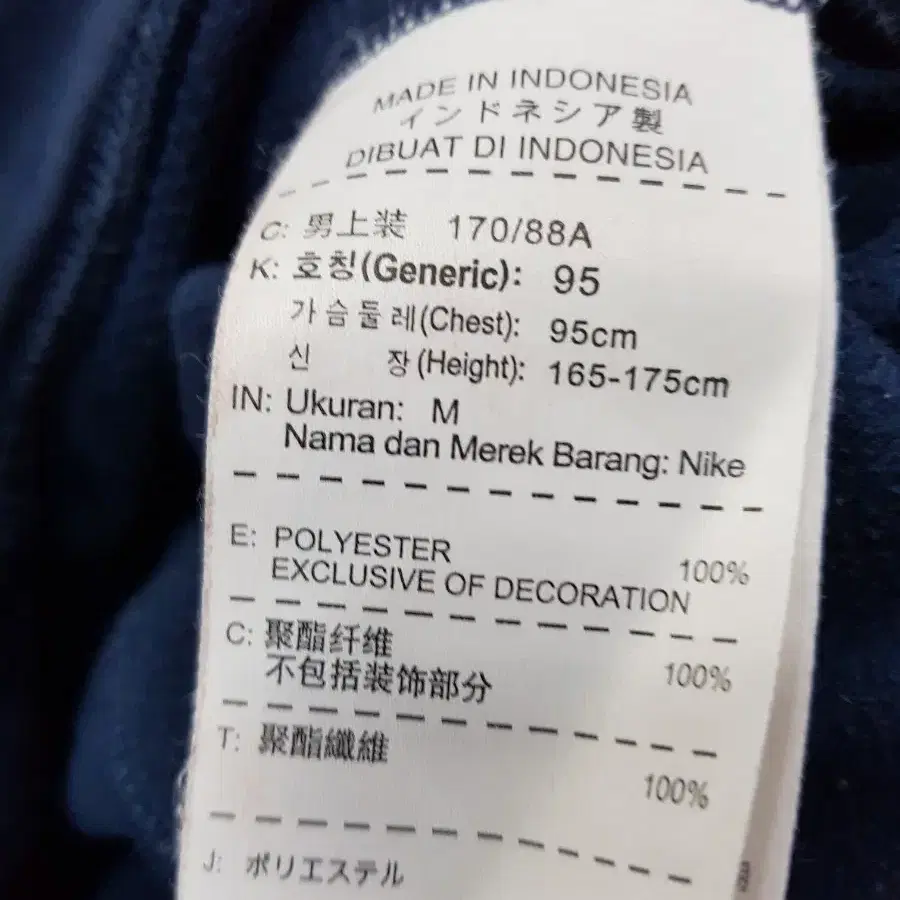 MADE IN INDONESIA
インドネシア製
DIBUAT DI INDONESIA
C: 男上装 170/88A
K: 호칭(Generic): 95
가슴둘레(Chest): 95cm
신 장(Height): 165-175cm
IN: Ukuran: M
Nama dan Merek Barang: Nike
E: POLYESTER 100%
EXCLUSIVE OF DECORATION
C: 聚酯纤维 100%
不包括装饰部分
T: 聚酯纖維 100%
J: ポリエステル